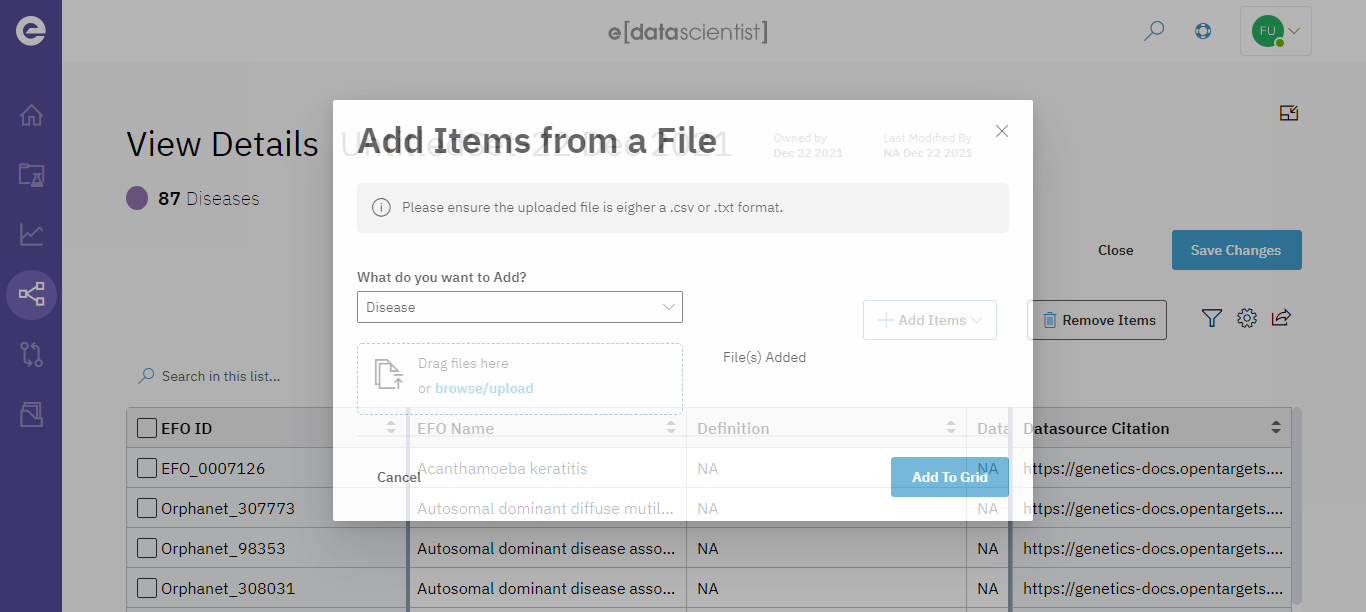 e[datascientist]
FU
View Details
UntitledSet-22 Dec 2021
Owned by
Dec 22 2021
Last Modified By
NA Dec 22 2021
87 Diseases
Add Items from a File
Please ensure the uploaded file is eigher a .csv or .txt format.
Close
Save Changes
What do you want to Add?
Disease
Add Items
Remove Items
Drag files here
or browse/upload
File(s) Added
Search in this list...
EFO ID
EFO Name
Definition
Data
Datasource Citation
EFO_0007126
Acanthamoeba keratitis
NA
NA
https://genetics-docs.opentargets....
Cancel
Add To Grid
Orphanet_307773
Autosomal dominant diffuse mutil...
NA
NA
https://genetics-docs.opentargets....
Orphanet_98353
Autosomal dominant disease asso...
NA
NA
https://genetics-docs.opentargets....
Orphanet_308031
Autosomal dominant disease asso...
NA
NA
https://genetics-docs.opentargets....